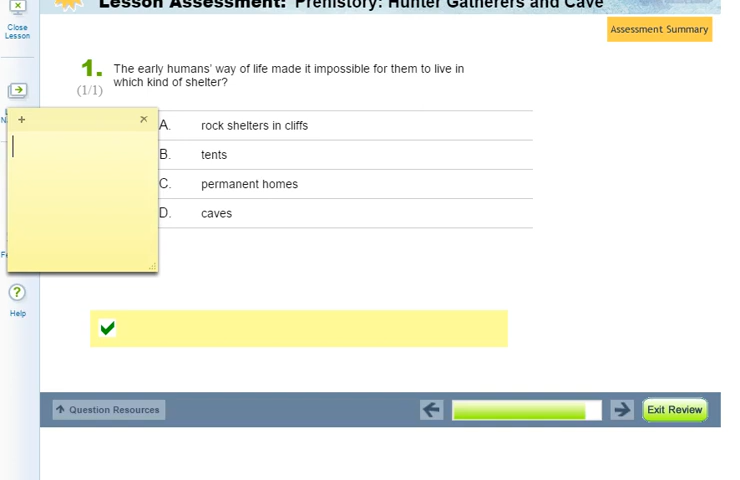 Lesson Assessment: Prehistory: Hunter Gatherers and Cave
Close
Lesson
Assessment Summary
1. The early humans' way of life made it impossible for them to live in
(1/1) which kind of shelter?
A. rock shelters in cliffs
B. tents
C. permanent homes
D. caves
Help
Question Resources
Exit Review